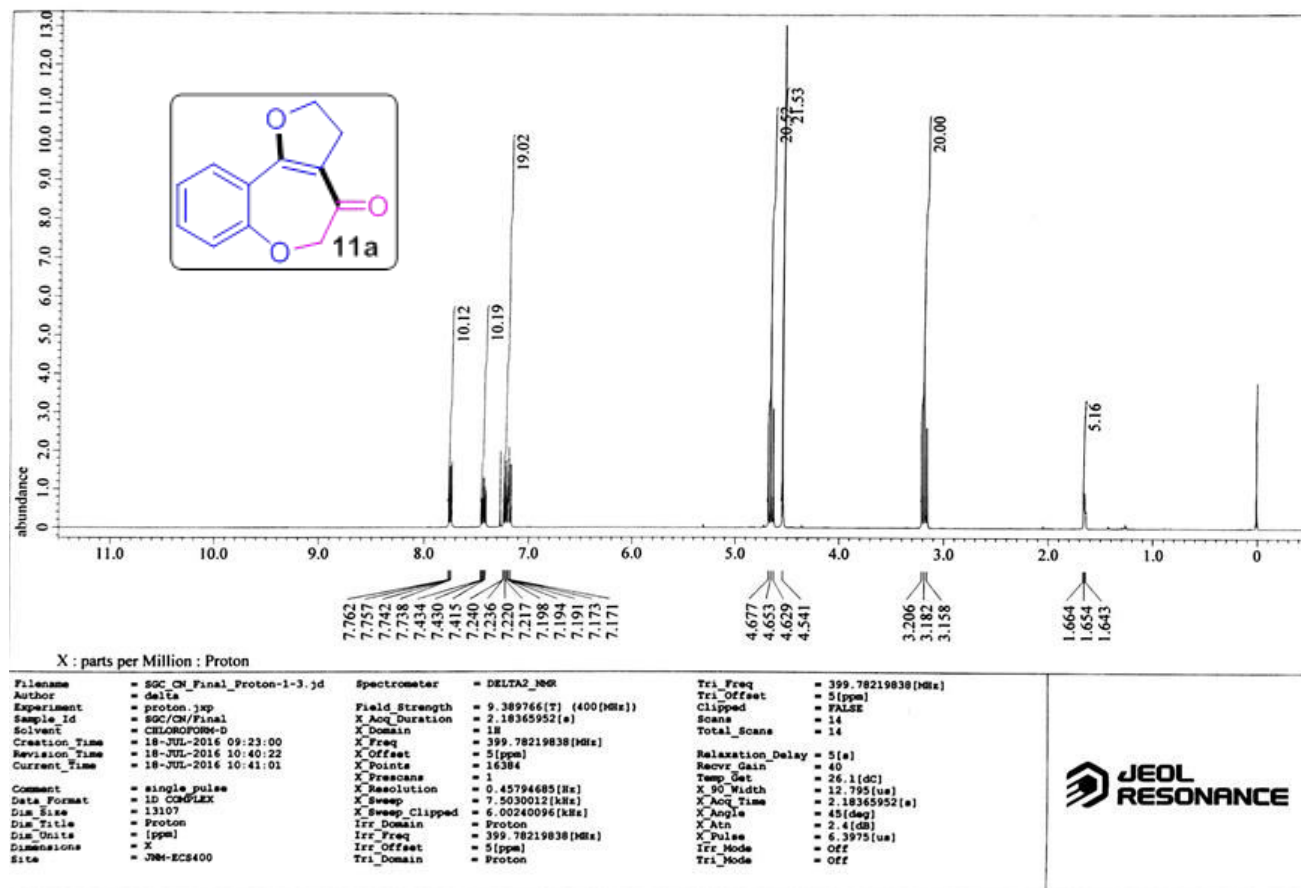 13.0
12.0
11.0
10.0
9.0
8.0
7.0
6.0
5.0
4.0
3.0
2.0
1.0
0
abundance
O
O
O
11a
10.12
10.19
19.02
20.52
21.53
20.00
5.16
11.0 10.0 9.0 8.0 7.0 6.0 5.0 4.0 3.0 2.0 1.0 0
7.762
7.757
7.742
7.738
7.434
7.430
7.415
7.240
7.236
7.220
7.217
7.198
7.194
7.191
7.173
7.171
4.677
4.653
4.629
4.541
3.206
3.182
3.158
1.664
1.654
1.643
X : parts per Million : Proton
Filename = SGC_CN_Final_Proton-1-3.jd
Author = delta
Experiment = proton.jxp
Sample_Id = SGC/CN/Final
Solvent = CHLOROFORM-D
Creation_Time = 18-JUL-2016 09:23:00
Revision_Time = 18-JUL-2016 10:40:22
Current_Time = 18-JUL-2016 10:41:01
Comment = single_pulse
Data_Format = 1D COMPLEX
Dim_Size = 13107
Dim_Title = Proton
Dim_Units = [ppm]
Dimensions = X
Site = JNM-ECS400
Spectrometer = DELTA2_NMR
Field_Strength = 9.389766[T] (400[MHz])
X_Acq_Duration = 2.18365952[s]
X_Domain = 1H
X_Freq = 399.78219838[MHz]
X_Offset = 5[ppm]
X_Points = 16384
X_Prescans = 1
X_Resolution = 0.45794685[Hz]
X_Sweep = 7.5030012[kHz]
X_Sweep_Clipped = 6.00240096[kHz]
Irr_Domain = Proton
Irr_Freq = 399.78219838[MHz]
Irr_Offset = 5[ppm]
Tri_Domain = Proton
Tri_Freq = 399.78219838[MHz]
Tri_Offset = 5[ppm]
Clipped = FALSE
Scans = 14
Total_Scans = 14
Relaxation_Delay = 5[s]
Recvr_Gain = 40
Temp_Get = 26.1[dC]
X_90_Width = 12.795[us]
X_Acq_Time = 2.18365952[s]
X_Angle = 45[deg]
X_Atn = 2.4[dB]
X_Pulse = 6.3975[us]
Irr_Mode = Off
Tri_Mode = Off
JEOL
RESONANCE